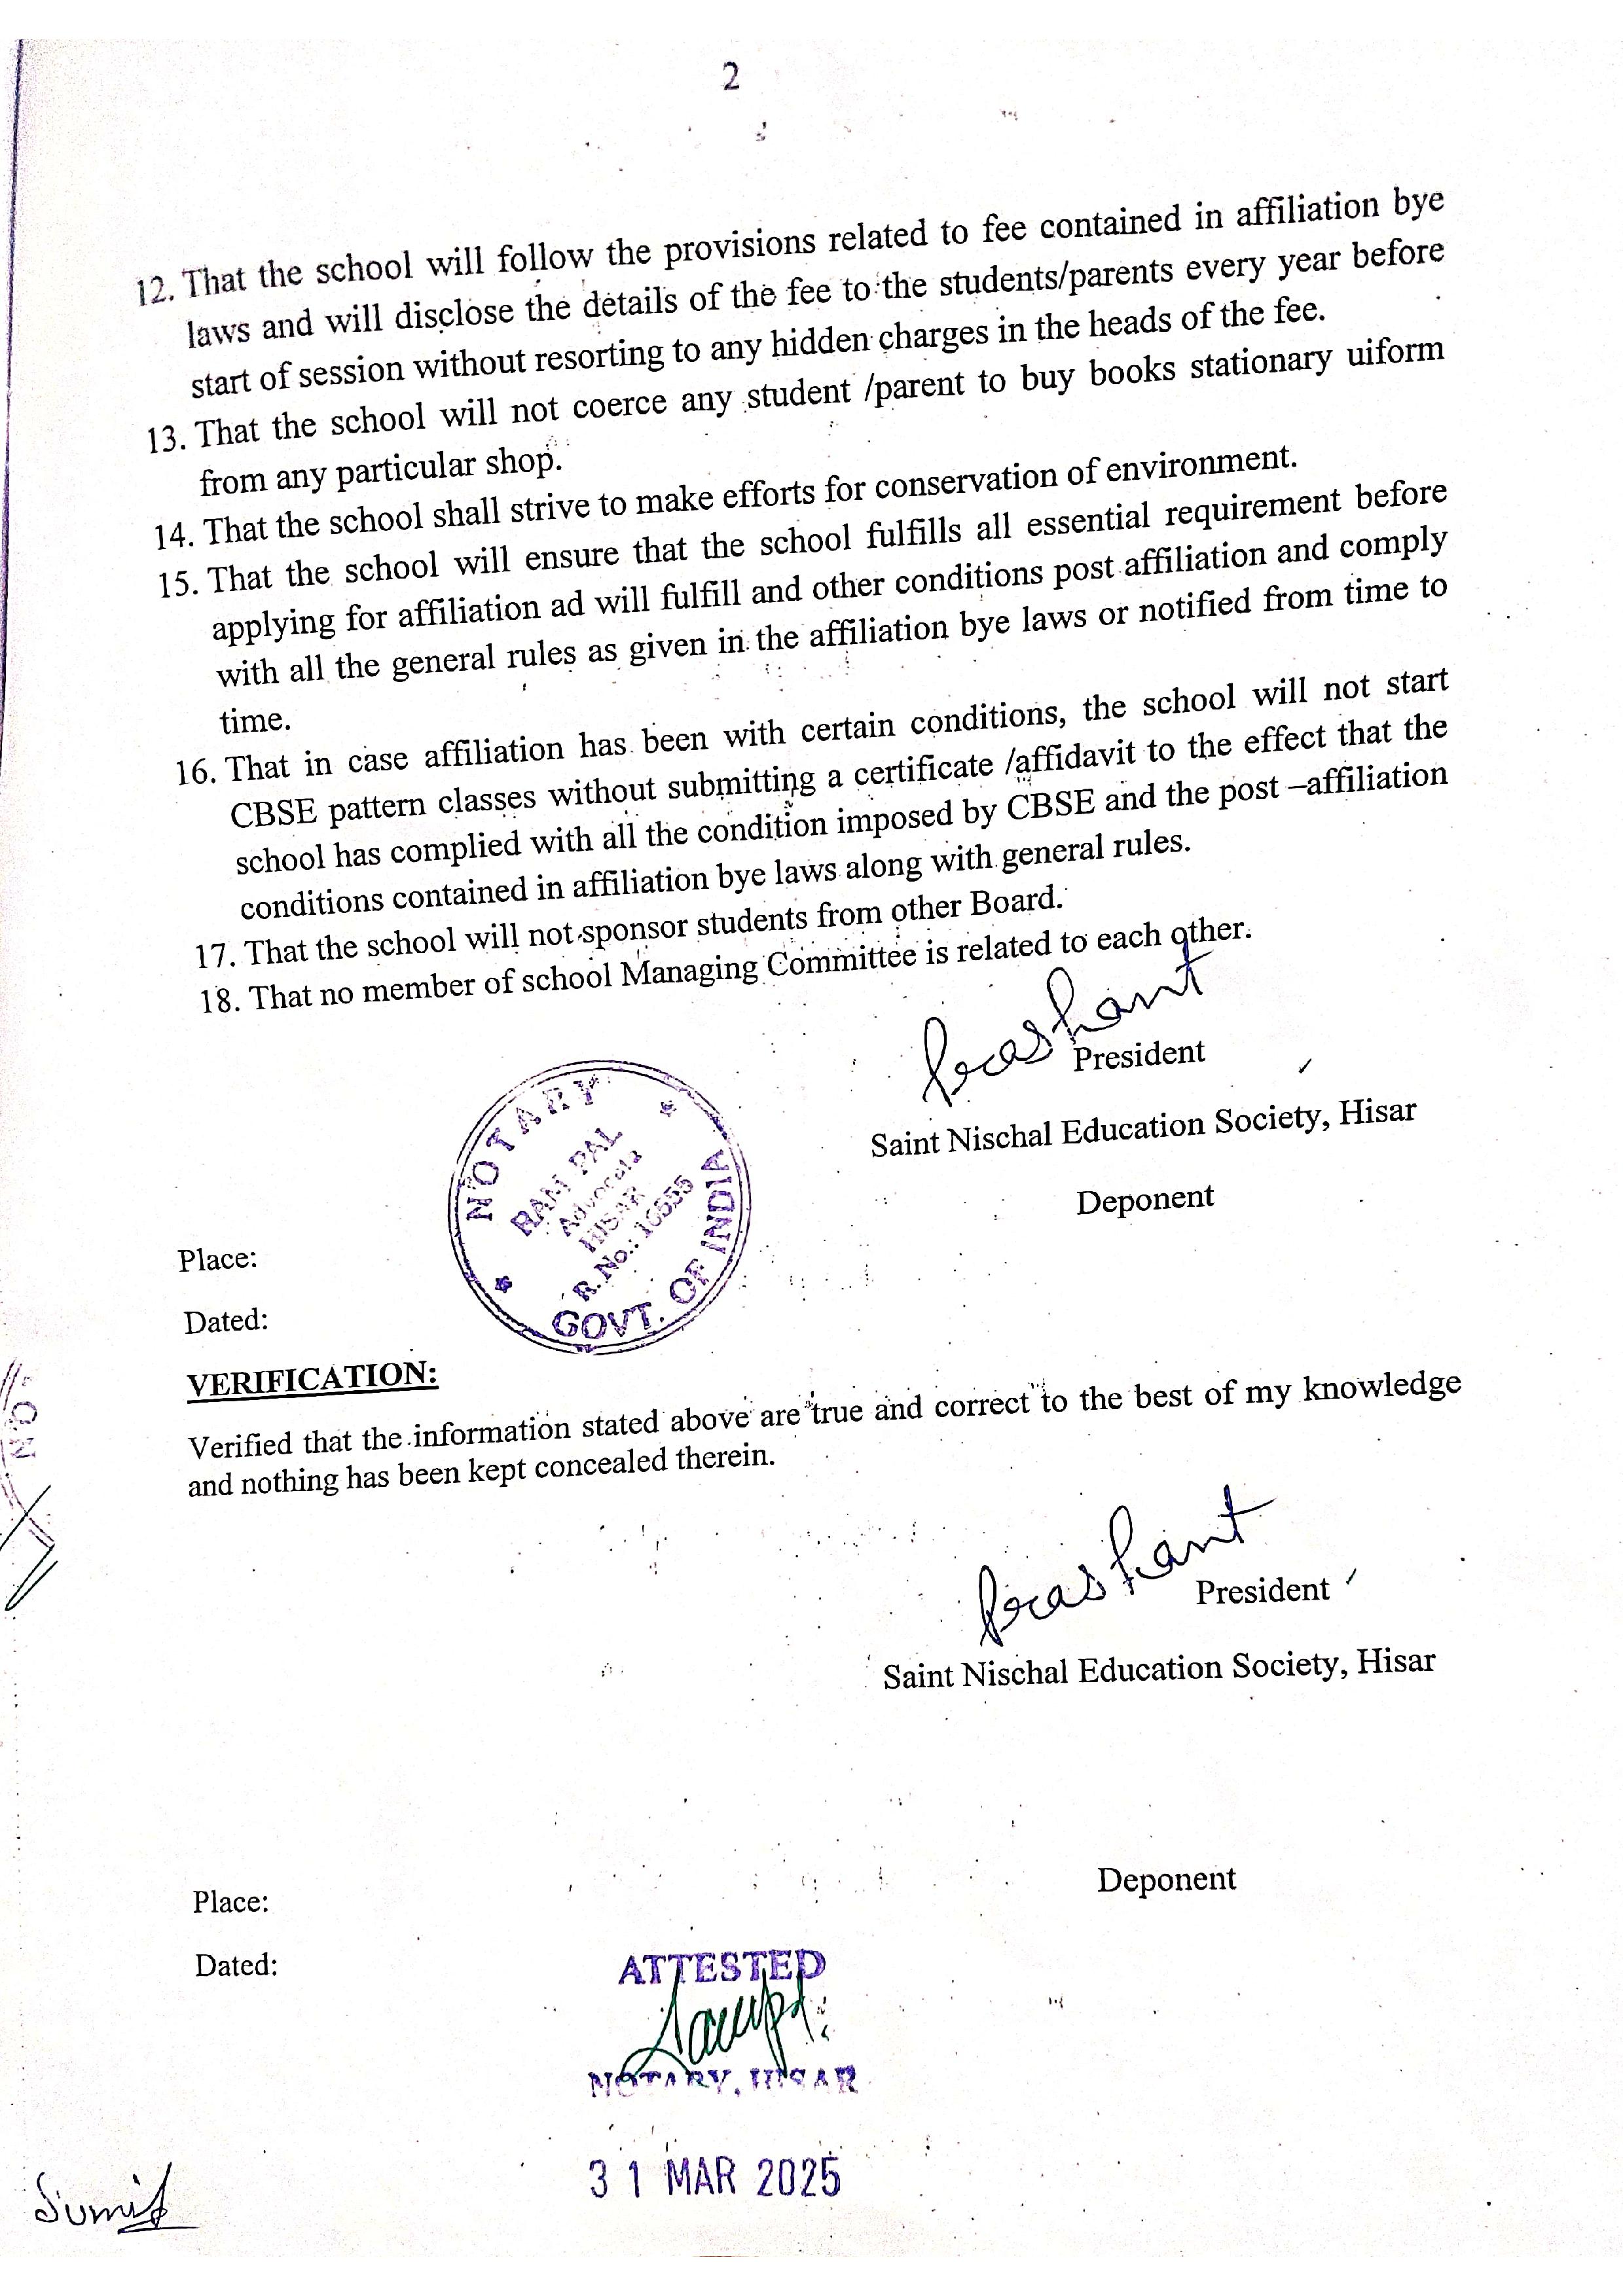 2
12. That the school will follow the provisions related to fee contained in affiliation bye
laws and will disclose the details of the fee to the students/parents every year before
start of session without resorting to any hidden charges in the heads of the fee.
13. That the school will not coerce any student /parent to buy books stationary uiform
from any particular shop.
14. That the school shall strive to make efforts for conservation of environment.
15. That the school will ensure that the school fulfills all essential requirement before
applying for affiliation ad will fulfill and other conditions post affiliation and comply
with all the general rules as given in the affiliation bye laws or notified from time to
time.
16. That in case affiliation has been with certain conditions, the school will not start
CBSE pattern classes without submitting a certificate /affidavit to the effect that the
school has complied with all the condition imposed by CBSE and the post –affiliation
conditions contained in affiliation bye laws along with general rules.
17. That the school will not sponsor students from other Board.
18. That no member of school Managing Committee is related to each other.
Prashant
President
Saint Nischal Education Society, Hisar
Deponent
NOTARY
RAM PAL
Advocate
HISAR
R. No.: 16555
GOVT. OF INDIA
Place:
Dated:
VERIFICATION:
Verified that the information stated above are true and correct to the best of my knowledge
and nothing has been kept concealed therein.
Prashant
President
Saint Nischal Education Society, Hisar
Deponent
Place:
Dated:
ATTESTED
NOTARY, HISAR
31 MAR 2025
Sumit